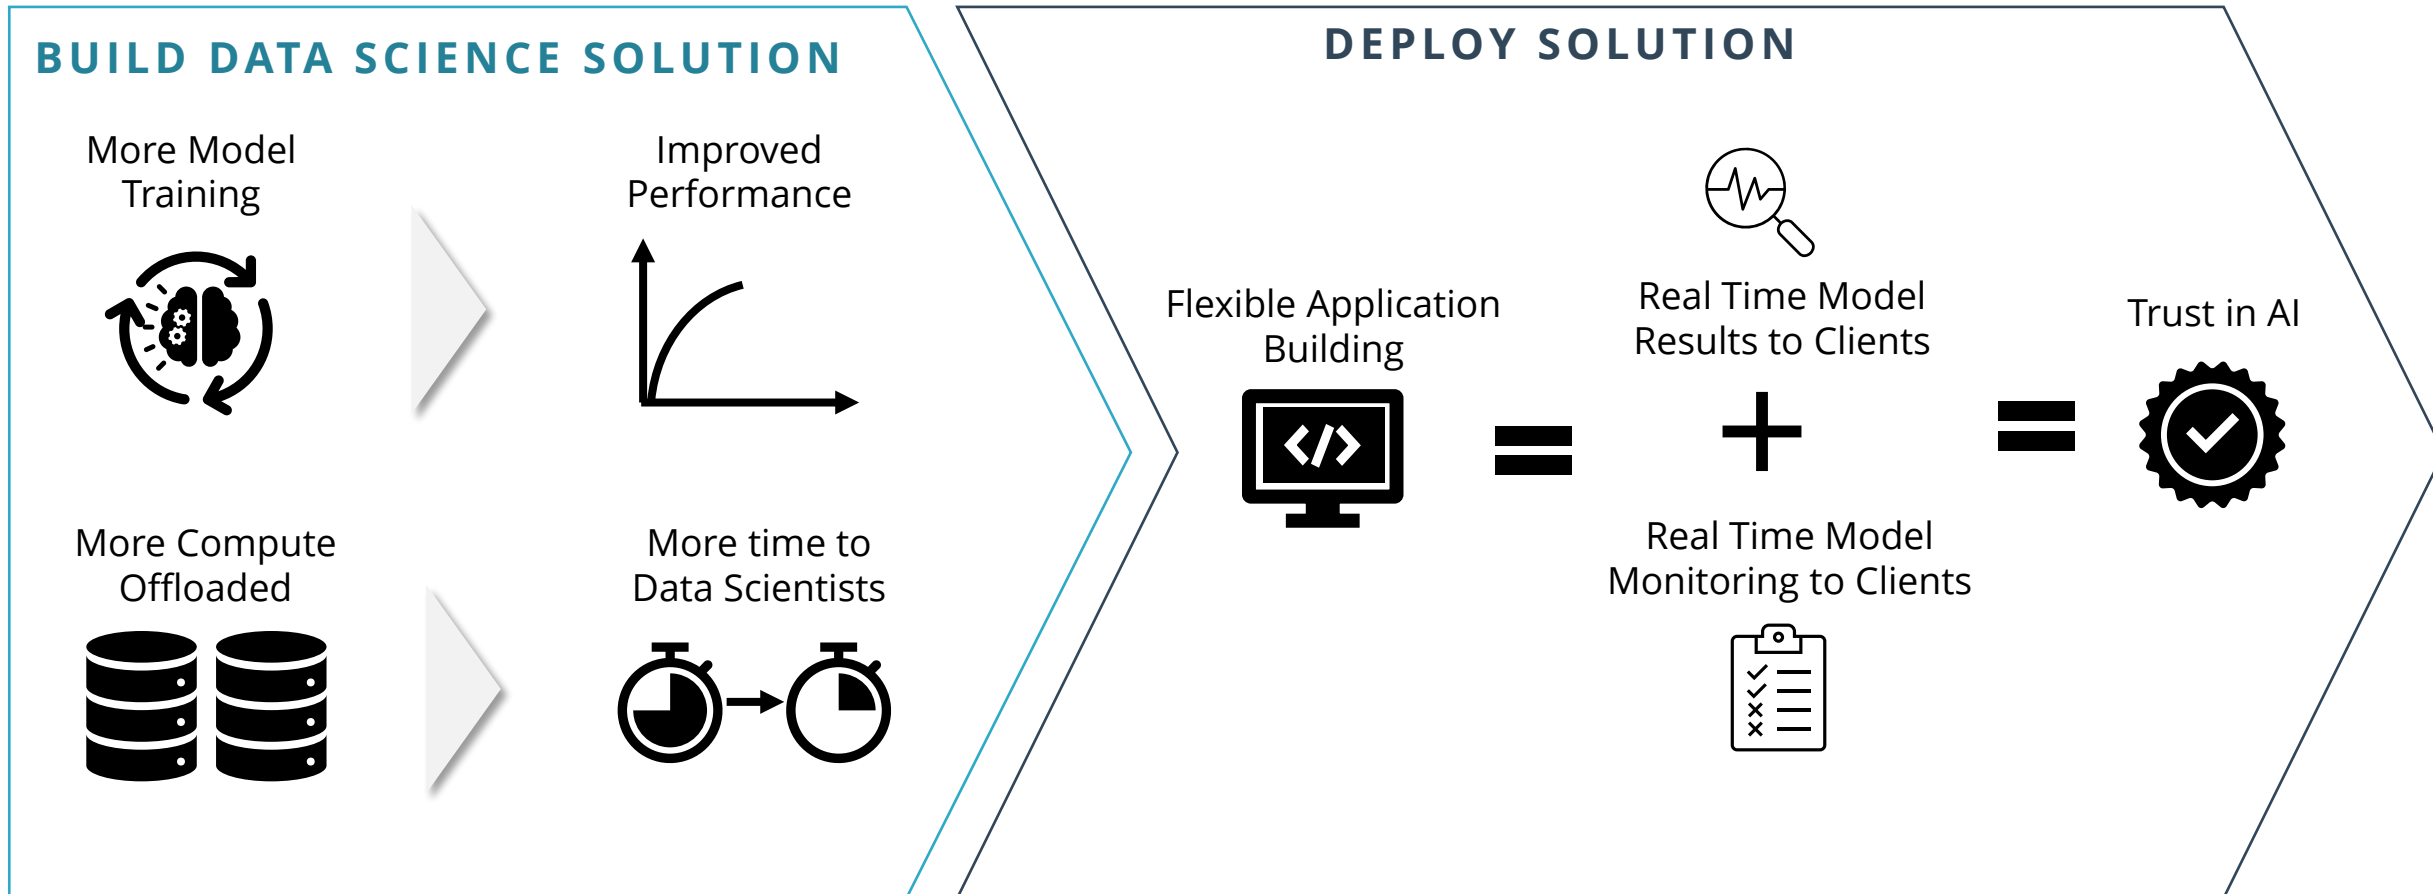 BUILD DATA SCIENCE SOLUTION
More Model
Training
Improved
Performance
More Compute
Offloaded
More time to
Data Scientists
DEPLOY SOLUTION
Flexible Application
Building
Real Time Model
Results to Clients
Real Time Model
Monitoring to Clients
Trust in AI